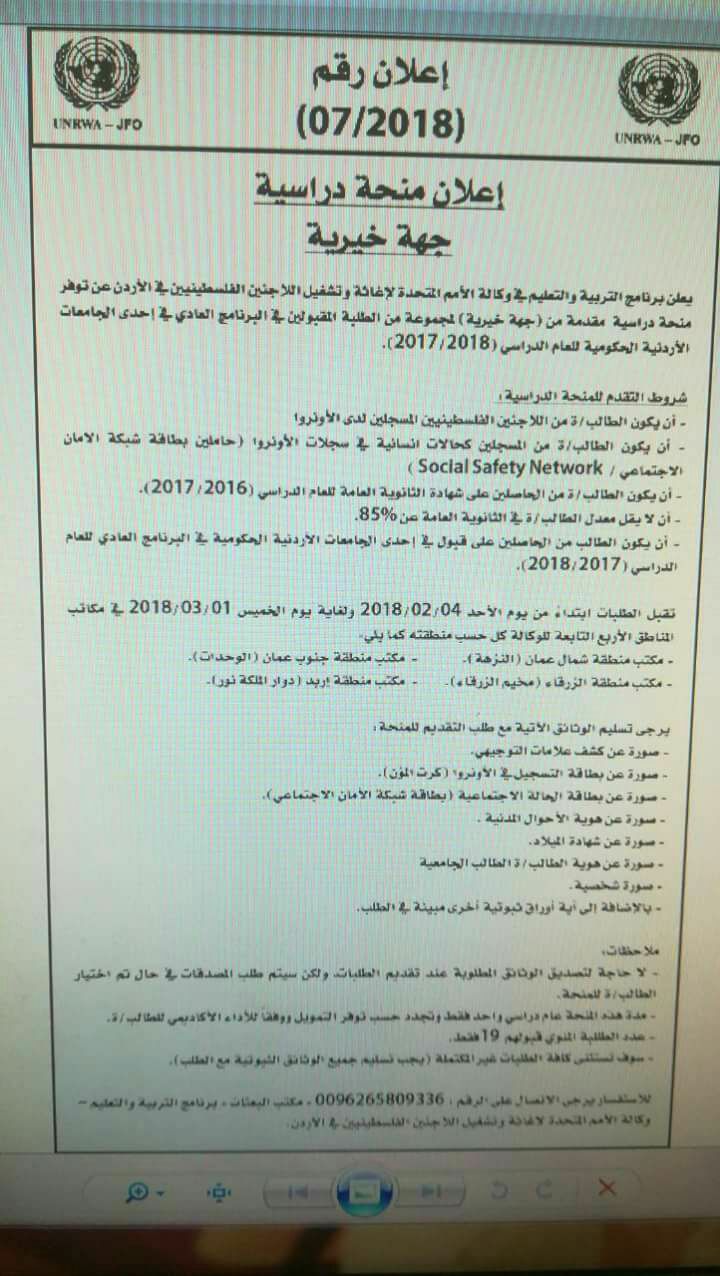 إعلان رقم
(07/2018)
UNRWA – JFO
UNRWA – JFO
إعلان منحة دراسية
جهة خيرية
يعلن برنامج التربية والتعليم في وكالة الأمم المتحدة لإغاثة وتشغيل اللاجئين الفلسطينيين في الأردن عن توفر
منحة دراسية مقدمة من (جهة خيرية) لمجموعة من الطلبة المقبولين في البرنامج العادي في إحدى الجامعات
الأردنية الحكومية للعام الدراسي (2017/2018).
شروط التقدم للمنحة الدراسية:
- أن يكون الطالب/ة من اللاجئين الفلسطينيين المسجلين لدى الأونروا
- أن يكون الطالب/ة من المسجلين كحالات انسانية في سجلات الأونروا (حاملين بطاقة شبكة الامان
الاجتماعي / Social Safety Network )
- أن يكون الطالب/ة من الحاصلين على شهادة الثانوية العامة للعام الدراسي (2017/2016).
- أن لا يقل معدل الطالب/ة في الثانوية العامة عن 85%.
- أن يكون الطالب من الحاصلين على قبول في إحدى الجامعات الأردنية الحكومية في البرنامج العادي للعام
الدراسي (2018/2017).
تقبل الطلبات ابتداءً من يوم الأحد 2018/02/04 ولغاية يوم الخميس 2018/03/01 في مكاتب
المناطق الأربع التابعة للوكالة كل حسب منطقته كما يلي-
- مكتب منطقة شمال عمان (النزهة). - مكتب منطقة جنوب عمان (الوحدات).
- مكتب منطقة الزرقاء (مخيم الزرقاء). - مكتب منطقة إربد (دوار الملكة نور).
يرجى تسليم الوثائق الآتية مع طلب التقديم للمنحة:
- صورة عن كشف علامات التوجيهي.
- صورة عن بطاقة التسجيل في الأونروا (كرت المؤن).
- صورة عن بطاقة الحالة الاجتماعية (بطاقة شبكة الأمان الاجتماعي).
- صورة عن هوية الأحوال المدنية .
- صورة عن شهادة الميلاد.
- صورة عن هوية الطالب/ة الطالب الجامعية
- صورة شخصية.
- بالإضافة إلى أية أوراق ثبوتية أخرى مبينة في الطلب.
ملاحظات:
- لا حاجة لتصديق الوثائق المطلوبة عند تقديم الطلبات، ولكن سيتم طلب المصدقات في حال تم اختيار
الطالب/ة للمنحة.
- مدة هذه المنحة عام دراسي واحد فقط وتجدد حسب توفر التمويل ووفقاً للأداء الأكاديمي للطالب/ة.
- عدد الطلبة المنوي قبولهم 19 فقط.
- سوف تستثنى كافة الطلبات غير المكتملة (يجب تسليم جميع الوثائق الثبوتية مع الطلب).
للاستفسار يرجى الاتصال على الرقم : 0096265809336 - مكتب البعثات - برنامج التربية والتعليم –
وكالة الأمم المتحدة لاغاثة وتشغيل اللاجئين الفلسطينيين في الأردن.